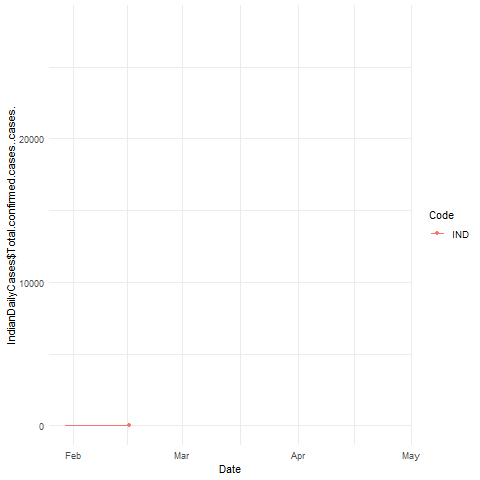 IndianDailyCases$Total.confirmed.cases..cases.
20000
10000
0
Feb
Mar
Apr
May
Date
Code
IND